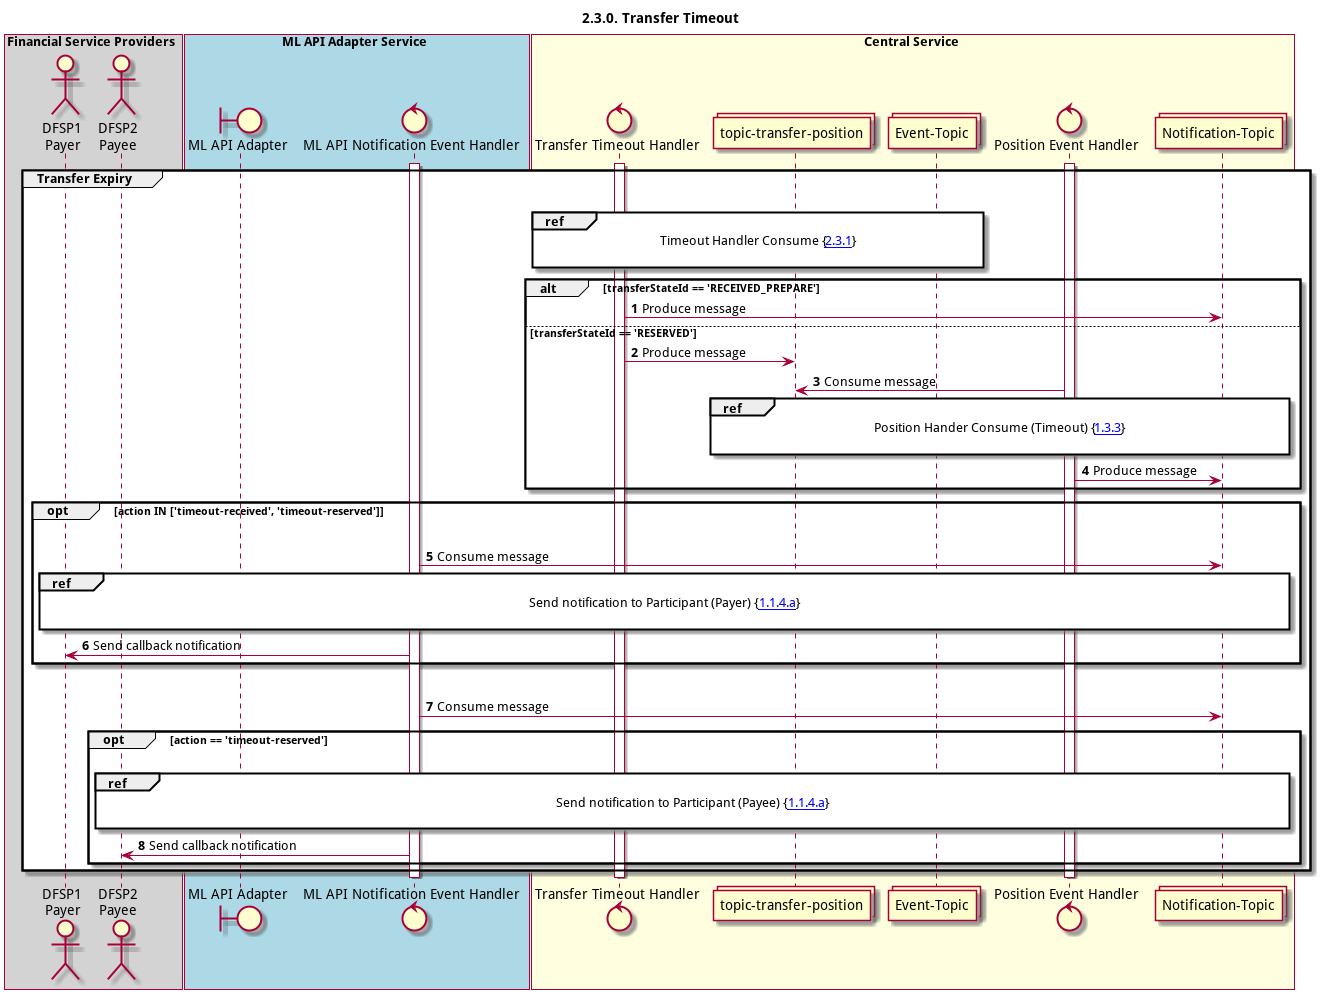 2.3.0. Transfer Timeout
Financial Service Providers
ML API Adapter Service
Central Service
DFSP1
Payer
DFSP2
Payee
ML API Adapter
ML API Notification Event Handler
Transfer Timeout Handler
topic-transfer-position
Event-Topic
Position Event Handler
Notification-Topic
Transfer Expiry
ref
Timeout Handler Consume {2.3.1}
alt [transferStateId == 'RECEIVED_PREPARE']
1 Produce message
[transferStateId == 'RESERVED']
2 Produce message
3 Consume message
ref
Position Hander Consume (Timeout) {1.3.3}
4 Produce message
opt [action IN ['timeout-received', 'timeout-reserved']]
5 Consume message
ref
Send notification to Participant (Payer) {1.1.4.a}
6 Send callback notification
7 Consume message
opt [action == 'timeout-reserved']
ref
Send notification to Participant (Payee) {1.1.4.a}
8 Send callback notification
DFSP1
Payer
DFSP2
Payee
ML API Adapter
ML API Notification Event Handler
Transfer Timeout Handler
topic-transfer-position
Event-Topic
Position Event Handler
Notification-Topic